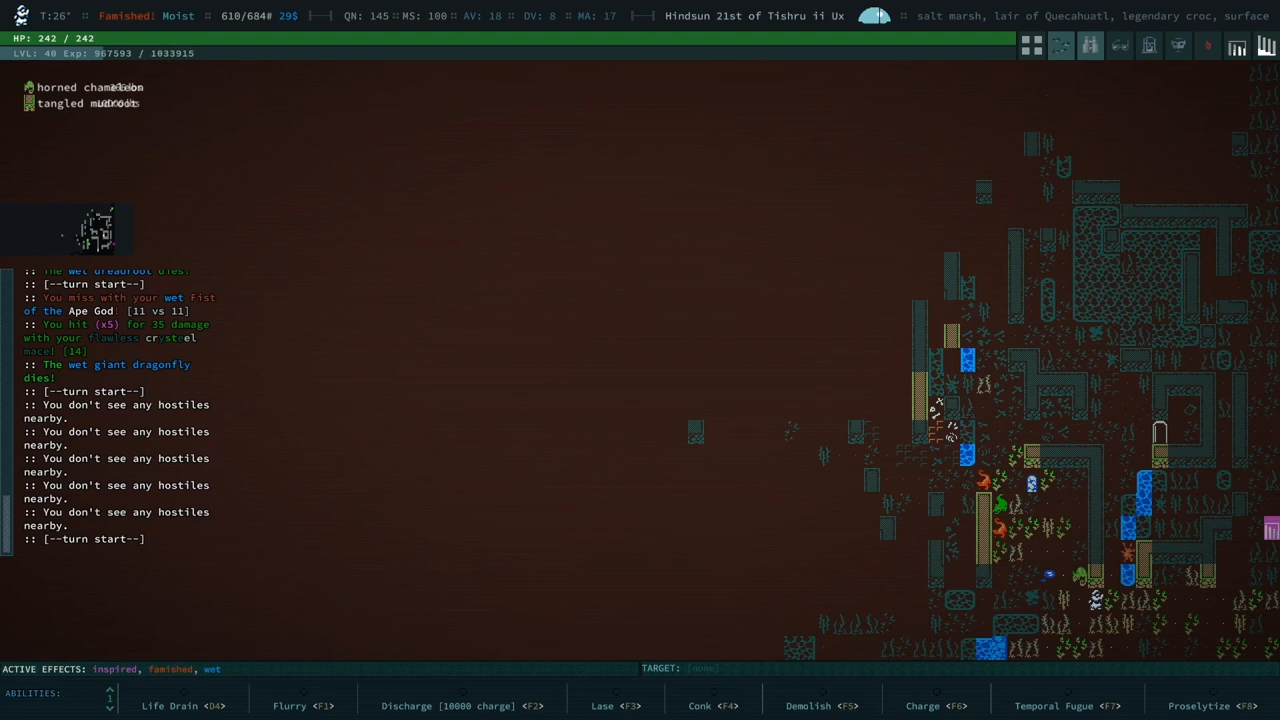 T:26° :: Famished! Moist :: 610/684# 29$ QN: 145 :: MS: 100 :: AV: 18 :: DV: 8 :: MA: 17 Hindsun 21st of Tishru ii Ux :: salt marsh, lair of Quecahuatl, legendary croc, surface
HP: 242 / 242
LVL: 40 Exp: 967593 / 1033915
horned
tangled
:: The wet dreadroot dies!
:: [--turn start--]
:: You miss with your wet Fist
of the Ape God! [11 vs 11]
:: You hit (x5) for 35 damage
with your flawless crysteel
mace! [14]
:: The wet giant dragonfly
dies!
:: [--turn start--]
:: You don't see any hostiles
nearby.
:: You don't see any hostiles
nearby.
:: You don't see any hostiles
nearby.
:: You don't see any hostiles
nearby.
:: You don't see any hostiles
nearby.
:: [--turn start--]
ACTIVE EFFECTS: inspired, famished, wet TARGET: [none]
ABILITIES: 1 Life Drain <D4> Flurry <F1> Discharge [10000 charge] <F2> Lase <F3> Conk <F4> Demolish <F5> Charge <F6> Temporal Fugue <F7> Proselytize <F8>